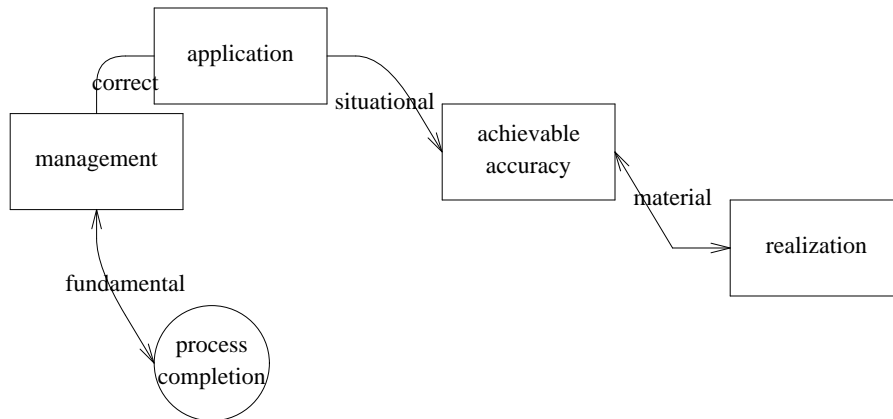 application
correct
situational
achievable
accuracy
management
material
realization
fundamental
process
completion